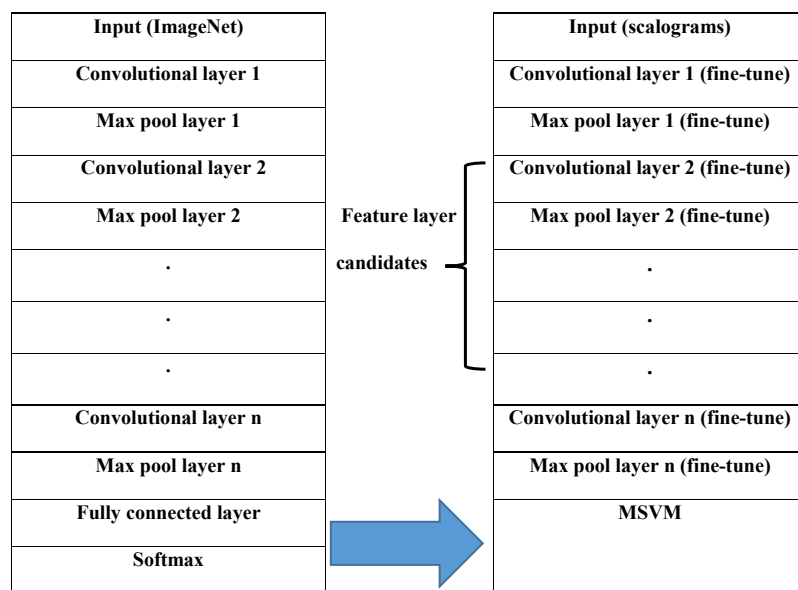 Input (ImageNet)
Convolutional layer 1
Max pool layer 1
Convolutional layer 2
Max pool layer 2
.
.
.
Convolutional layer n
Max pool layer n
Fully connected layer
Softmax
Feature layer
candidates
Input (scalograms)
Convolutional layer 1 (fine-tune)
Max pool layer 1 (fine-tune)
Convolutional layer 2 (fine-tune)
Max pool layer 2 (fine-tune)
.
.
.
Convolutional layer n (fine-tune)
Max pool layer n (fine-tune)
MSVM